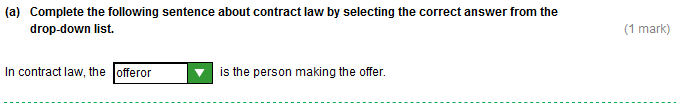 (a) Complete the following sentence about contract law by selecting the correct answer from the
drop-down list. (1 mark)
In contract law, the offeror is the person making the offer.